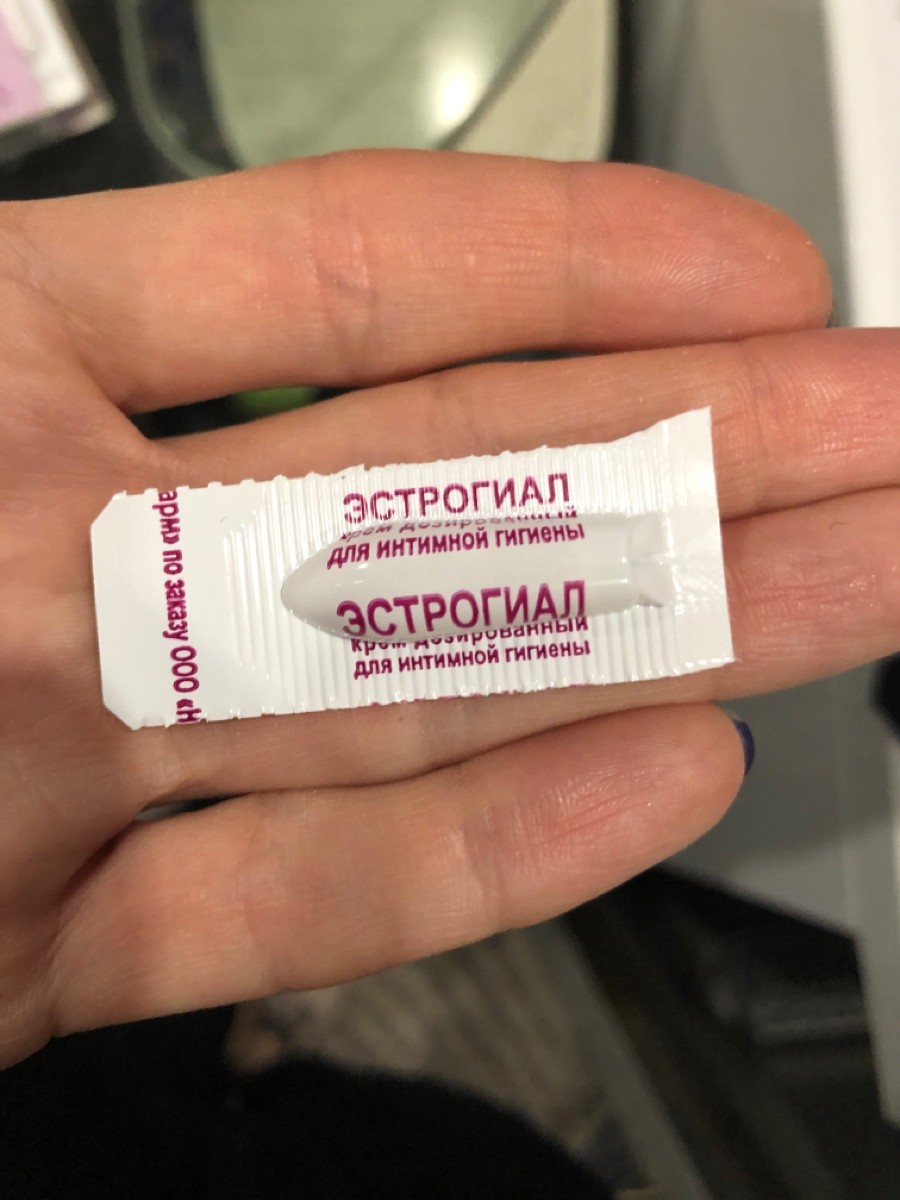 ЭСТРОГИАЛ
крем дозированный
для интимной гигиены
ЭСТРОГИАЛ
крем дозированный
для интимной гигиены
арм» по заказу ООО «Н